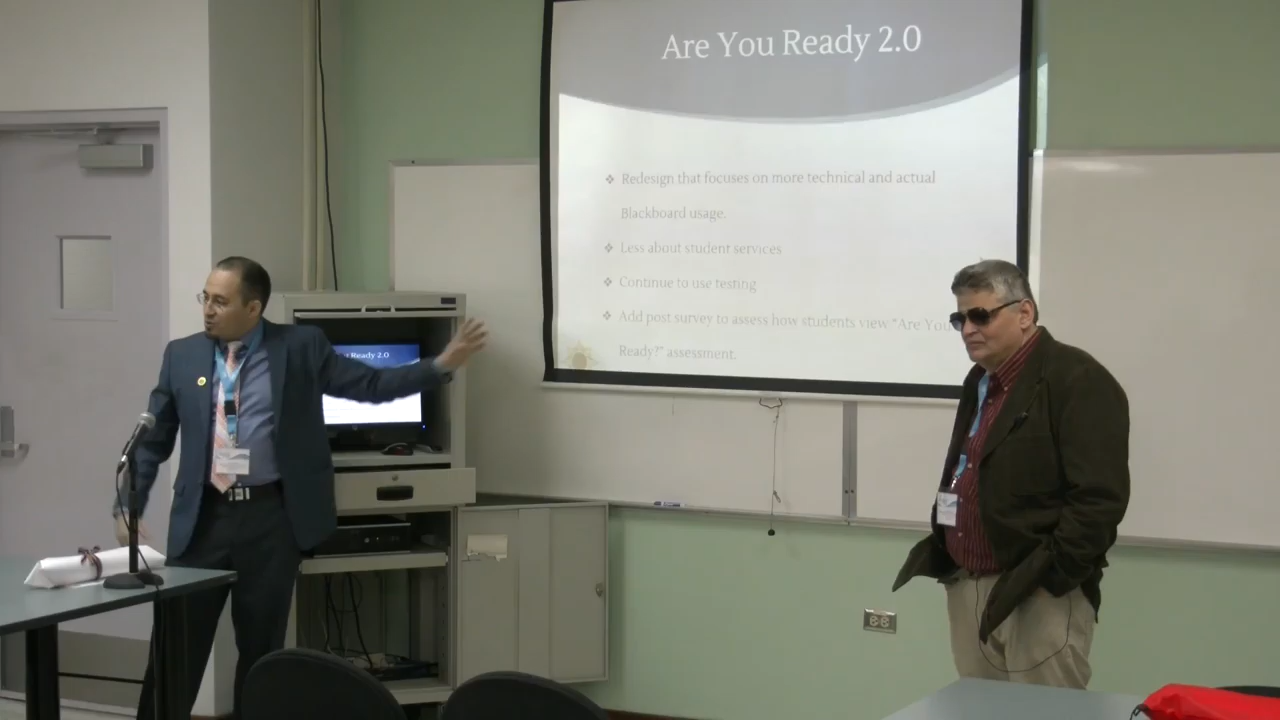 Are You Ready 2.0
❖ Redesign that focuses on more technical and actual
Blackboard usage.
❖ Less about student services
❖ Continue to use testing
❖ Add post survey to assess how students view "Are You
Ready?" assessment.
Ready 2.0